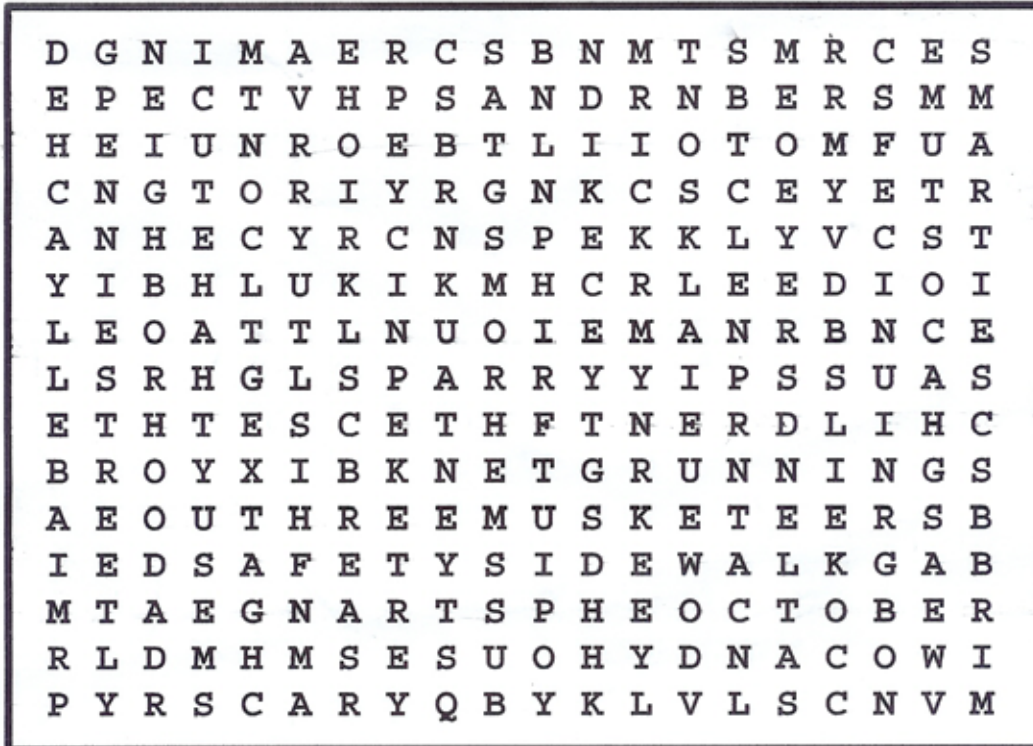 D G N I M A E R C S B N M T S M R C E S
E P E C T V H P S A N D R N B E R S M M
H E I U N R O E B T L I I O T O M F U A
C N G T O R I Y R G N K C S C E Y E T R
A N H E C Y R C N S P E K K L Y V C S T
Y I B H L U K I K M H C R L E E D I O I
L E O A T T L N U O I E M A N R B N C E
L S R H G L S P A R R Y Y I P S S U A S
E T H T E S C E T H F T N E R D L I H C
B R O Y X I B K N E T G R U N N I N G S
A E O U T H R E E M U S K E T E E R S B
I E D S A F E T Y S I D E W A L K G A B
M T A E G N A R T S P H E O C T O B E R
R L D M H M S E S U O H Y D N A C O W I
P Y R S C A R Y Q B Y K L V L S C N V M